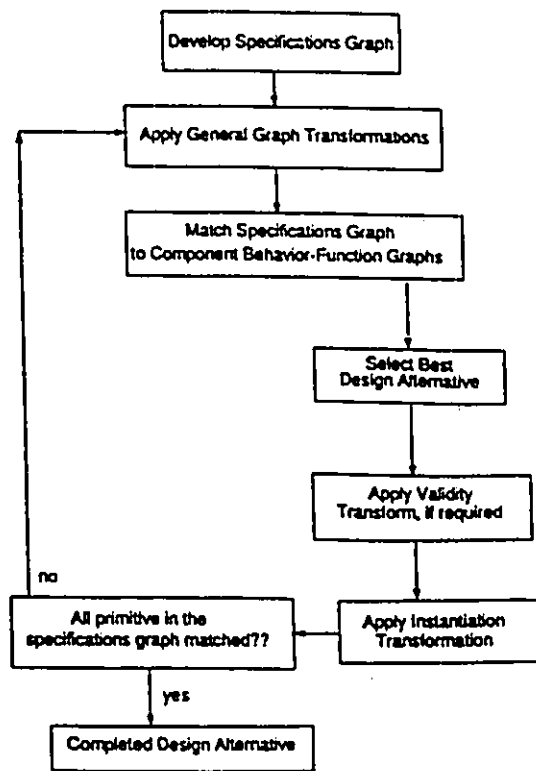 Develop Specifications Graph
Apply General Graph Transformations
Match Specifications Graph
to Component Behavior-Function Graphs
Select Best
Design Alternative
Apply Validity
Transform, if required
Apply Instantiation
Transformation
no
All primitive in the
specifications graph matched??
yes
Completed Design Alternative